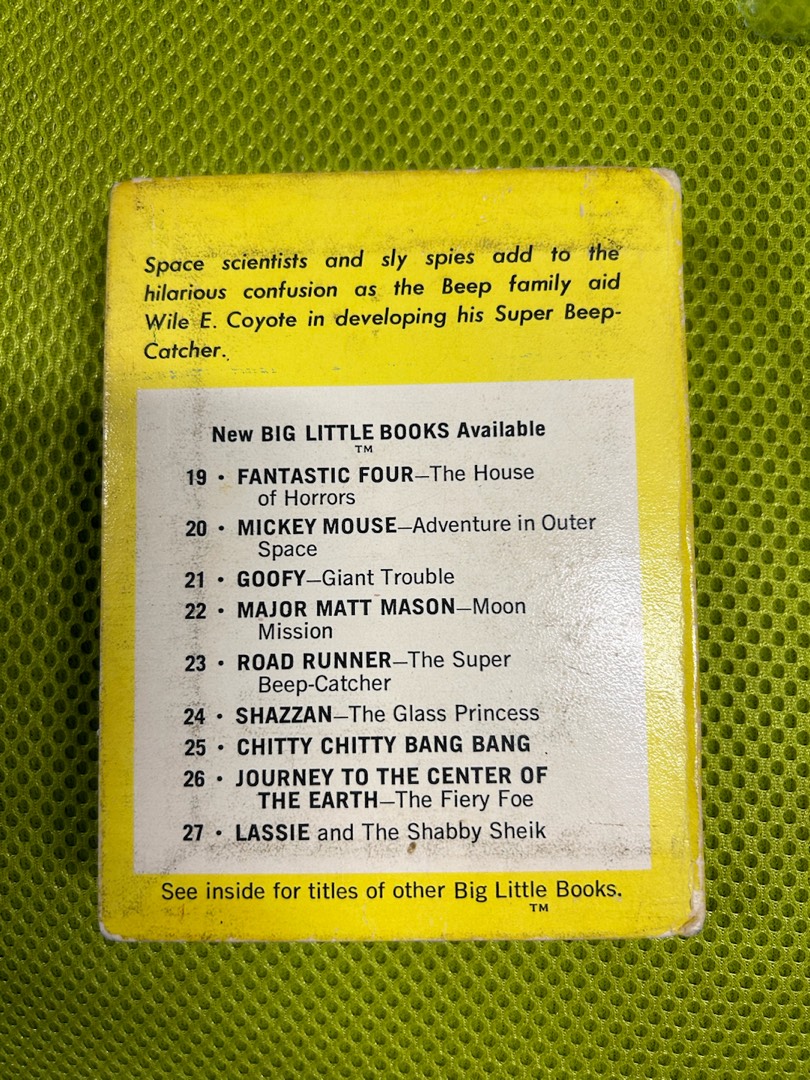 Space scientists and sly spies add to the
hilarious confusion as the Beep family aid
Wile E. Coyote in developing his Super Beep-
Catcher.
New BIG LITTLE BOOKS Available
TM
19 • FANTASTIC FOUR—The House
of Horrors
20 • MICKEY MOUSE—Adventure in Outer
Space
21 • GOOFY—Giant Trouble
22 • MAJOR MATT MASON—Moon
Mission
23 • ROAD RUNNER—The Super
Beep-Catcher
24 • SHAZZAN—The Glass Princess
25 • CHITTY CHITTY BANG BANG
26 • JOURNEY TO THE CENTER OF
THE EARTH—The Fiery Foe
27 • LASSIE and The Shabby Sheik
See inside for titles of other Big Little Books.
TM